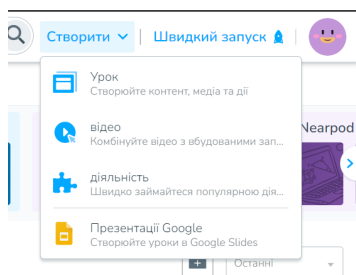 Створити
Швидкий запуск
Урок
Створюйте контент, медіа та дії
відео
Комбінуйте відео з вбудованими зап...
Nearpod
діяльність
Швидко займайтеся популярною дія...
Презентації Google
Створюйте уроки в Google Slides
Останні